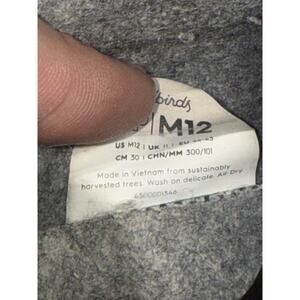 birds
M12
US M12 | UK 11 |
CM 30 | CHN/MM 300/101
Made in Vietnam from sustainably
harvested trees. Wash on delicate. Air Dry.